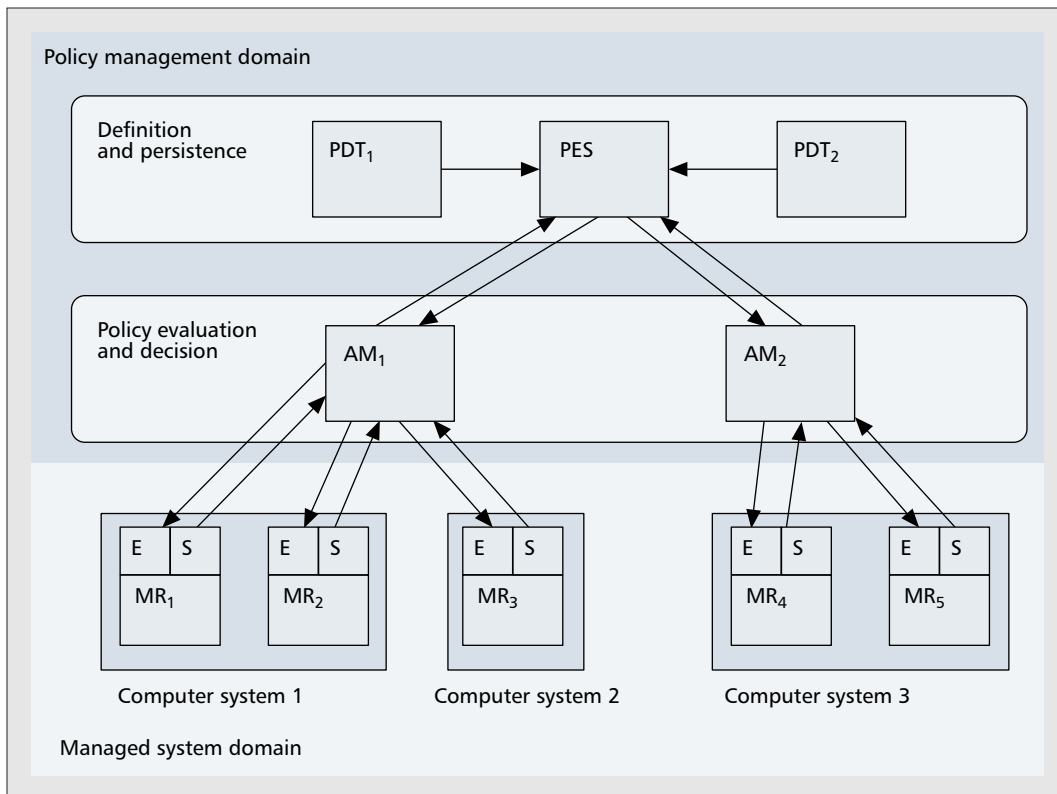 Policy management domain
Definition
and persistence
PDT₁
PES
PDT₂
Policy evaluation
and decision
AM₁
AM₂
E
S
MR₁
E
S
MR₂
E
S
MR₃
E
S
MR₄
E
S
MR₅
Computer system 1
Computer system 2
Computer system 3
Managed system domain